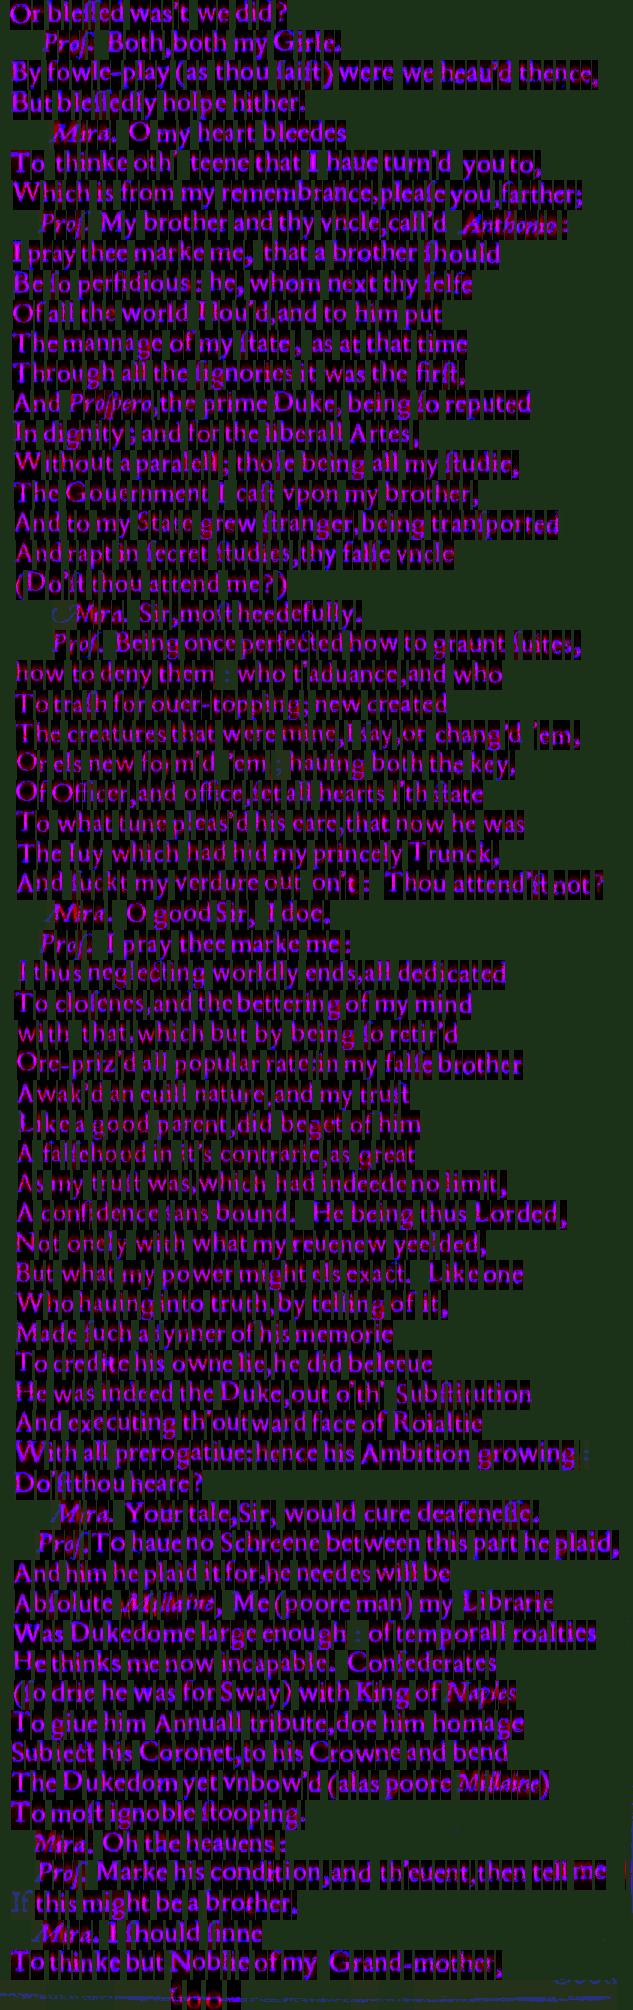 Or bleſſed was't we did?
Proſ. Both, both my Girle.
By fowle-play (as thou ſaiſt) were we heau'd thence,
But bleſſedly holpe hither.
Mira. O my heart bleedes
To thinke oth' teene that I haue turn'd you to,
Which is from my remembrance, pleaſe you, farther;
Proſ. My brother and thy vncle, call'd Anthonio:
I pray thee marke me, that a brother ſhould
Be ſo perfidious: he, whom next thy ſelfe
Of all the world I lou'd, and to him put
The mannage of my ſtate, as at that time
Through all the ſignories it was the firſt,
And Proſpero, the prime Duke, being ſo reputed
In dignity; and for the liberall Artes,
Without a paralell; thoſe being all my ſtudie,
The Gouernment I caſt vpon my brother,
And to my State grew ſtranger, being tranſported
And rapt in ſecret ſtudies, thy falſe vncle
(Do'ſt thou attend me?)
Mira. Sir, moſt heedefully.
Proſ. Being once perfected how to graunt ſuites,
how to deny them: who t'aduance, and who
To traſh for ouer-topping; new created
The creatures that were mine, I ſay, or chang'd 'em,
Or els new form'd 'em; hauing both the key,
Of Officer, and office, ſet all hearts i'th ſtate
To what tune pleas'd his eare, that now he was
The Iuy which had hid my princely Trunck,
And ſuckt my verdure out on't: Thou attend'ſt not?
Mira. O good Sir, I doe.
Proſ. I pray thee marke me:
I thus neglecting worldly ends, all dedicated
To cloſenes, and the bettering of my mind
with that, which but by being ſo retir'd
Ore-priz'd all popular rate: in my falſe brother
Awak'd an euill nature, and my truſt
Like a good parent, did beget of him
A falſehood in it's contrarie, as great
As my truſt was, which had indeede no limit,
A confidence ſans bound. He being thus Lorded,
Not onely with what my reuenew yeelded,
But what my power might els exact. Like one
Who hauing into truth, by telling of it,
Made ſuch a ſynner of his memorie
To credite his owne lie, he did beleeue
He was indeed the Duke, out o'th' Subſtitution
And executing th'outward face of Roialtie
With all prerogatiue: hence his Ambition growing:
Do'ſt thou heare?
Mira. Your tale, Sir, would cure deafeneſſe.
Proſ. To haue no Schreene between this part he plaid,
And him he plaid it for, he needes will be
Abſolute Millaine, Me (poore man) my Librarie
Was Dukedome large enough: of temporall roalties
He thinks me now incapable. Confederates
(ſo drie he was for Sway) with King of Naples
To giue him Annuall tribute, doe him homage
Subiect his Coronet, to his Crowne and bend
The Dukedom yet vnbow'd (alas poore Millaine)
To moſt ignoble ſtooping.
Mira. Oh the heauens:
Proſ. Marke his condition, and th'euent, then tell me
If this might be a brother.
Mira. I ſhould ſinne
To thinke but Noblie of my Grand-mother,
Goo-